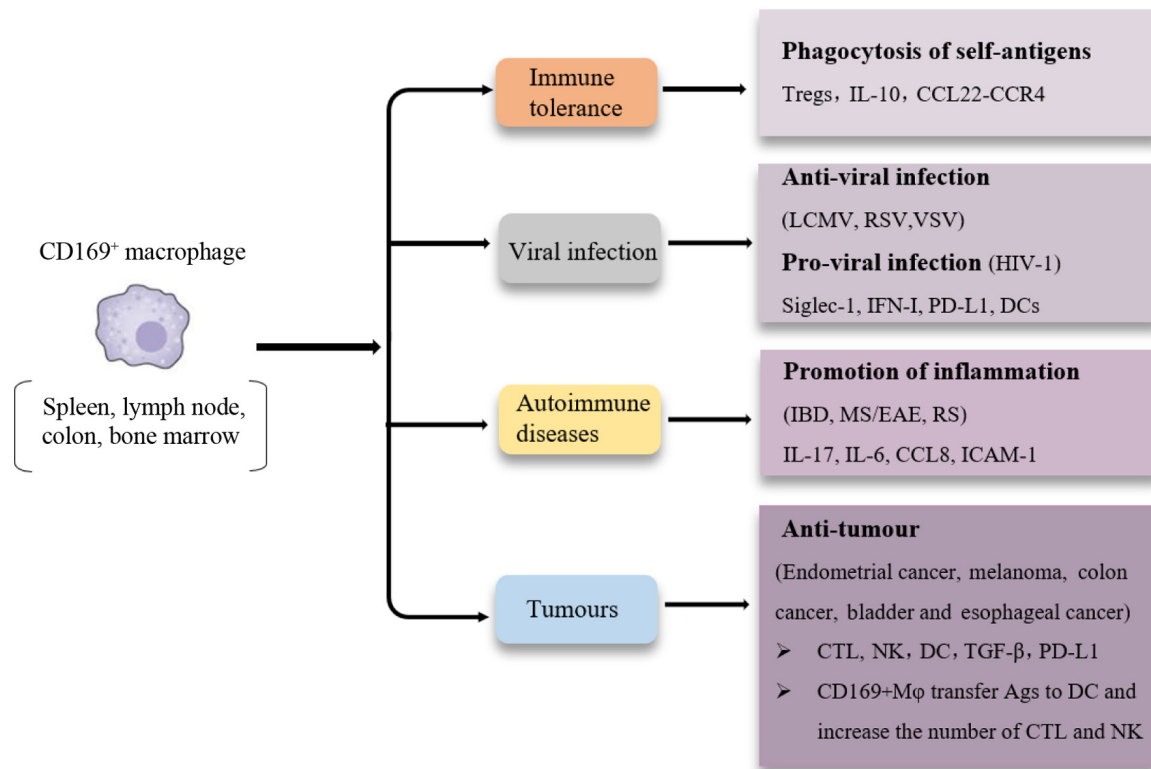 CD169⁺ macrophage
Spleen, lymph node,
colon, bone marrow
Immune
tolerance
Phagocytosis of self-antigens
Tregs，IL-10，CCL22-CCR4
Viral infection
Anti-viral infection
(LCMV, RSV,VSV)
Pro-viral infection (HIV-1)
Siglec-1, IFN-I, PD-L1, DCs
Autoimmune
diseases
Promotion of inflammation
(IBD, MS/EAE, RS)
IL-17, IL-6, CCL8, ICAM-1
Tumours
Anti-tumour
(Endometrial cancer, melanoma, colon
cancer, bladder and esophageal cancer)
➢ CTL, NK，DC，TGF-β，PD-L1
➢ CD169+Mφ transfer Ags to DC and
increase the number of CTL and NK